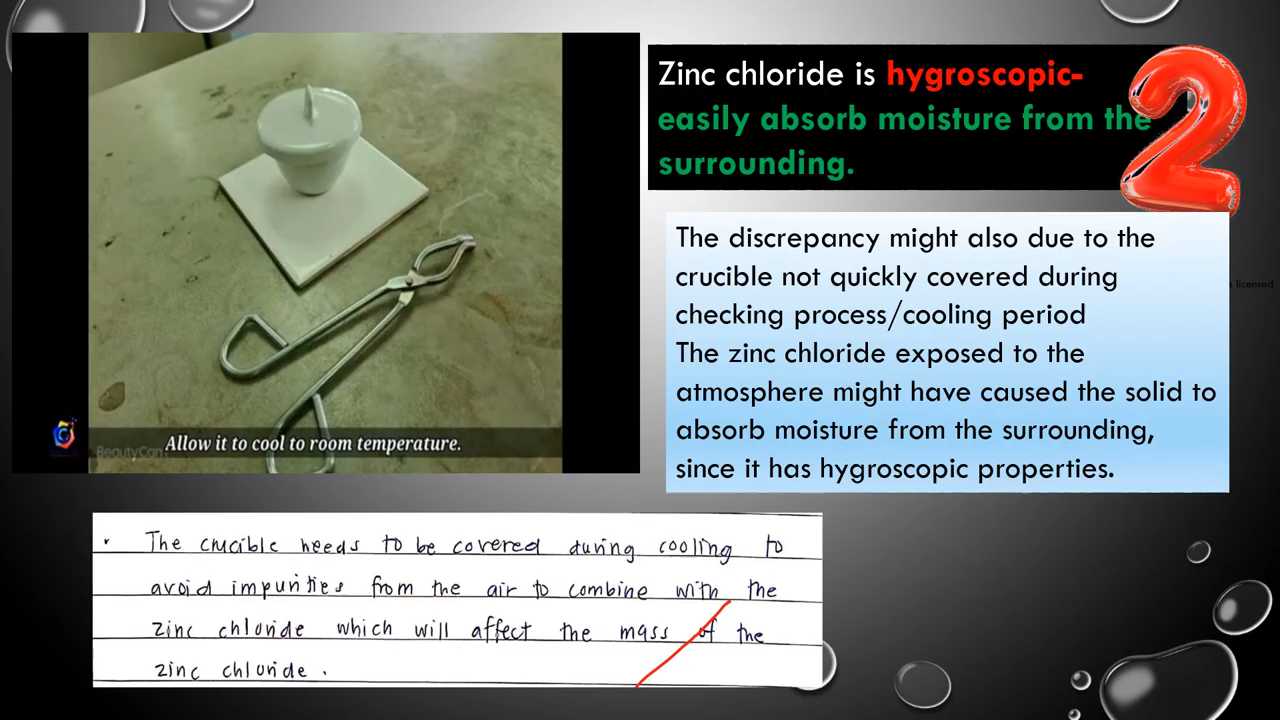 Zinc chloride is hygroscopic-
easily absorb moisture from the
surrounding.
2
The discrepancy might also due to the
crucible not quickly covered during
checking process/cooling period
The zinc chloride exposed to the
atmosphere might have caused the solid to
absorb moisture from the surrounding,
since it has hygroscopic properties.
licensed
Allow it to cool to room temperature.
BeautyCam
• The crucible needs to be covered during cooling to
avoid impurities from the air to combine with the
zinc chloride which will affect the mass of the
zinc chloride.